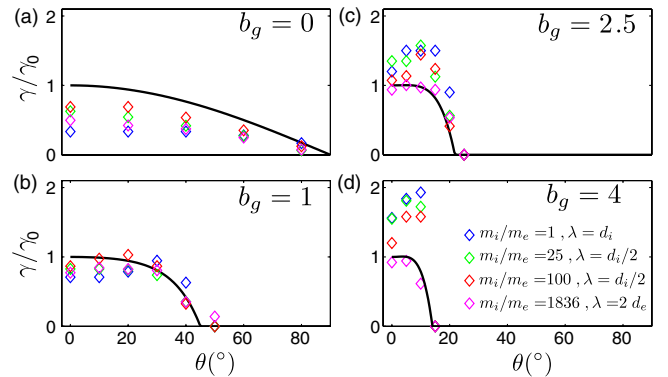 (a)
b_g = 0
2
1
0
γ/γ_0
(c)
b_g = 2.5
2
1
0
(b)
b_g = 1
2
1
0
γ/γ_0
0 20 40 60 80
θ(°)
(d)
b_g = 4
2
1
0
m_i/m_e =1 , λ = d_i
m_i/m_e =25 , λ = d_i/2
m_i/m_e =100 , λ = d_i/2
m_i/m_e =1836 , λ =2 d_e
0 20 40 60 80
θ(°)